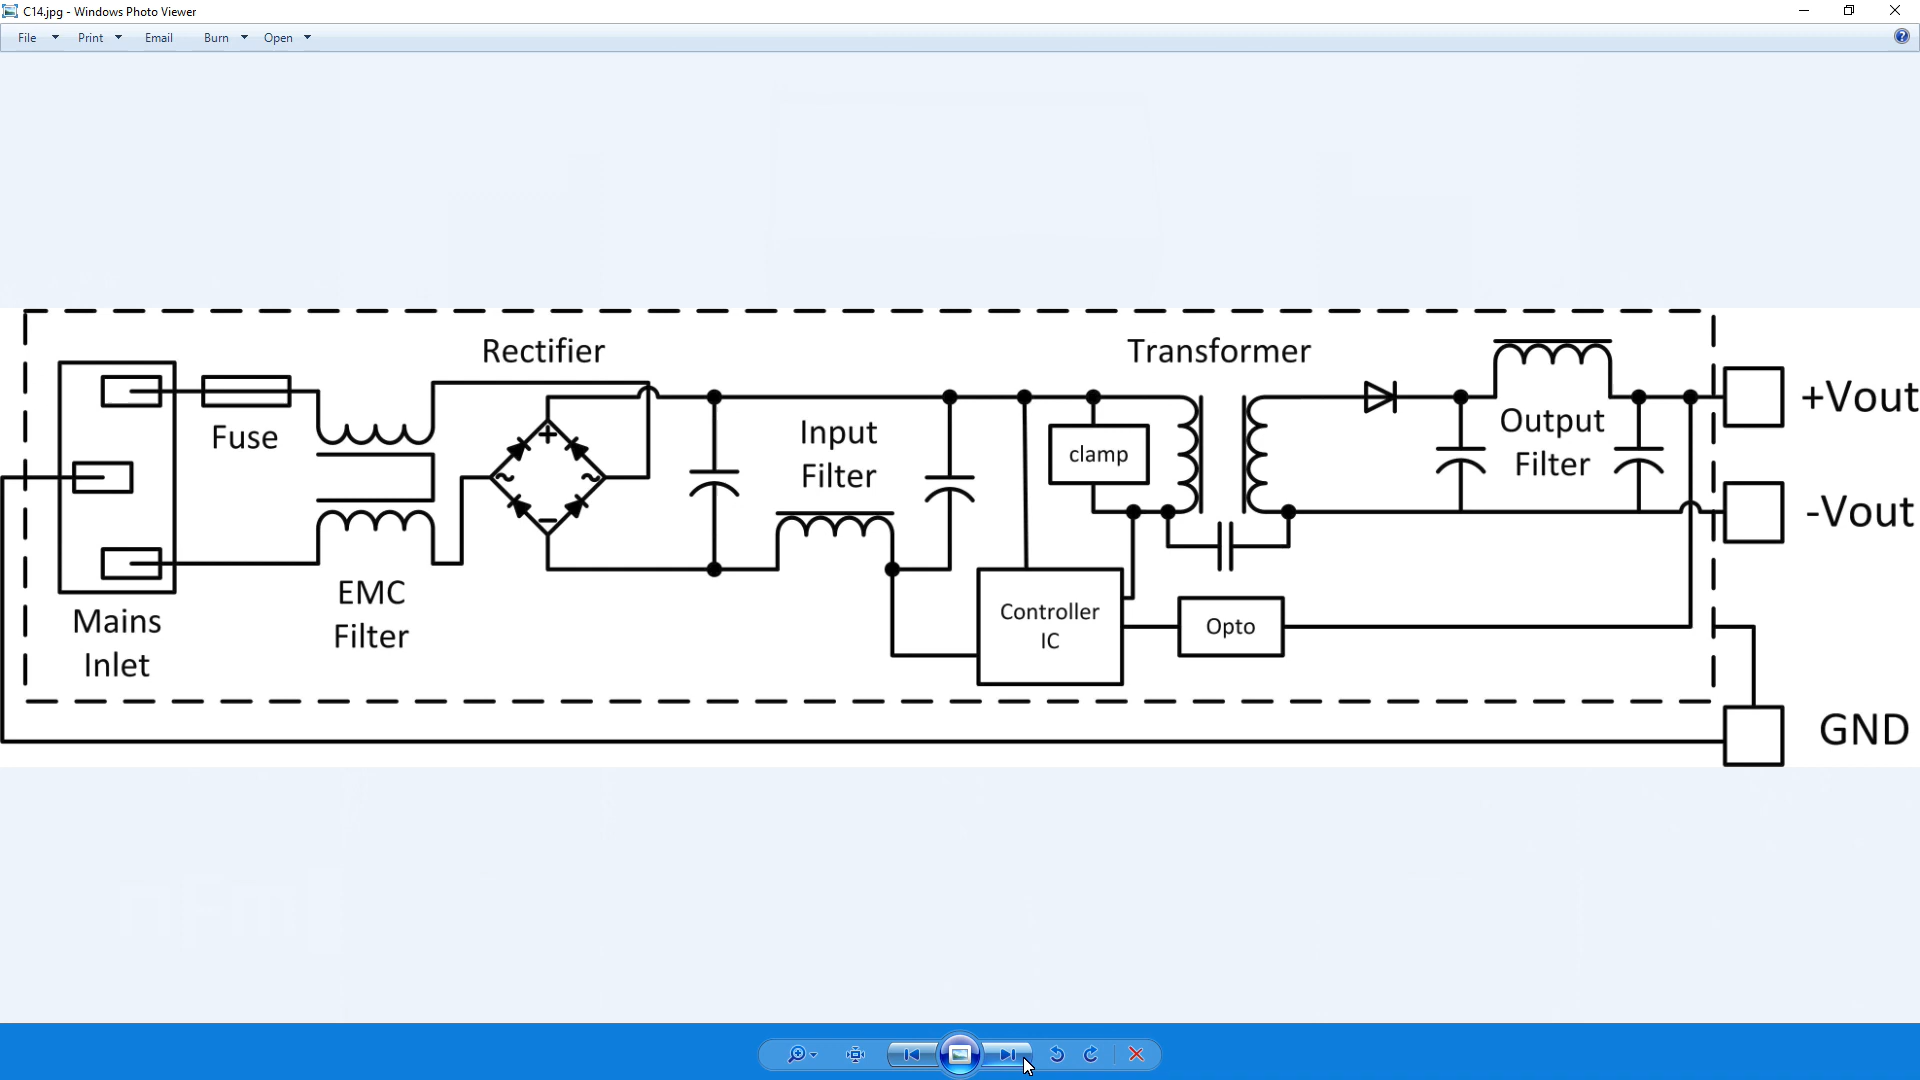 C14.jpg - Windows Photo Viewer
File Print Email Burn Open
Rectifier
Transformer
Fuse
Input
Filter
clamp
Output
Filter
+Vout
-Vout
EMC
Filter
Mains
Inlet
Controller
IC
Opto
GND